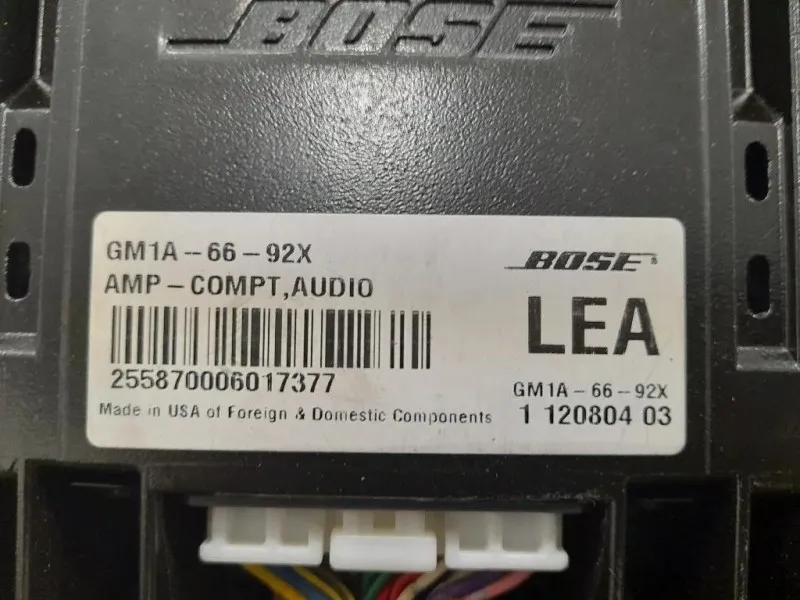 BOSE
GM1A-66-92X
AMP-COMPT,AUDIO
255870006017377
Made in USA of Foreign & Domestic Components
BOSE®
LEA
GM1A-66-92X
1 120804 03